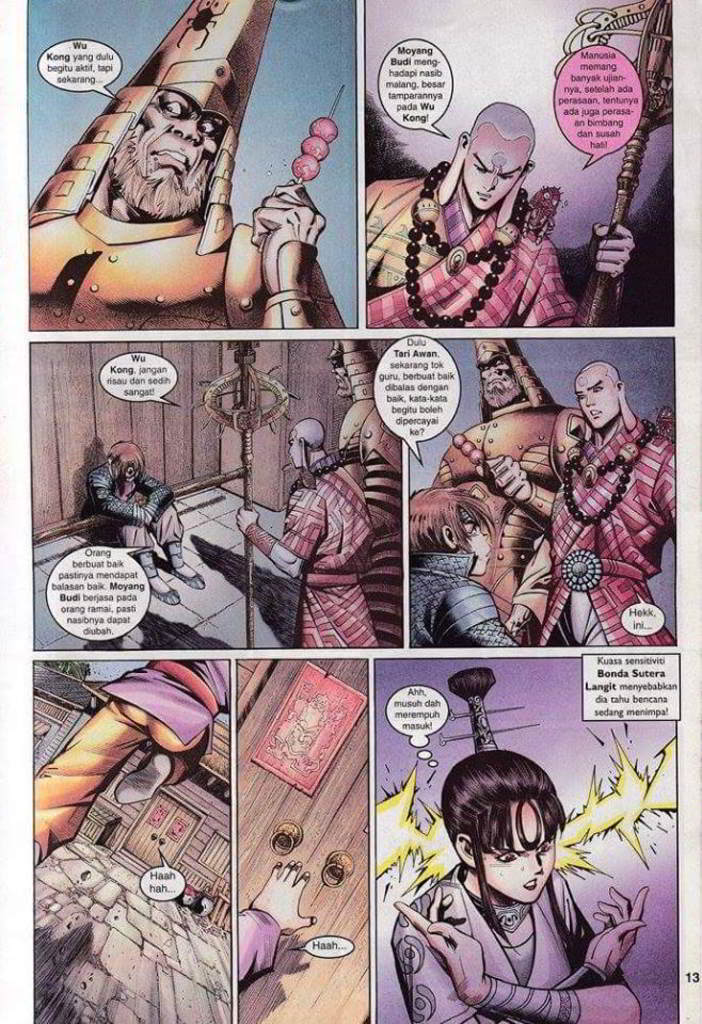 Wu
Kong yang dulu
begitu aktif, tapi
sekarang...
Moyang
Budi meng-
hadapi nasib
malang, besar
tamparannya
pada Wu
Kong!
Manusia
memang
banyak ujian-
nya, setelah ada
perasaan, tentunya
ada juga perasa-
an bimbang
dan susah
hati!
Wu
Kong, jangan
risau dan sedih
sangat!
Orang
berbuat baik
pastinya mendapat
balasan baik. Moyang
Budi berjasa pada
orang ramai, pasti
nasibnya dapat
diubah.
Dulu
Tari Awan,
sekarang tok
guru, berbuat baik
dibalas dengan
baik, kata-kata
begitu boleh
dipercayai
ke?
Hekk,
ini...
Haah
hah...
Haah...
Kuasa sensitiviti
Bonda Sutera
Langit menyebabkan
dia tahu bencana
sedang menimpa!
Ahh,
musuh dah
merempuh
masuk!
13